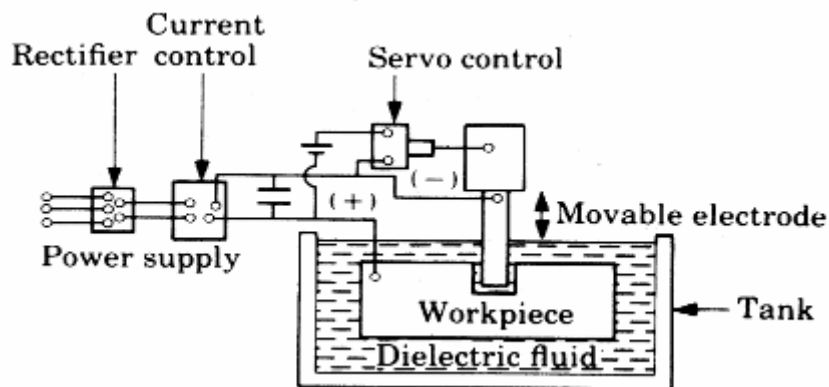 Current
Rectifier control
Servo control
(−)
(+)
Movable electrode
Power supply
Workpiece
Tank
Dielectric fluid